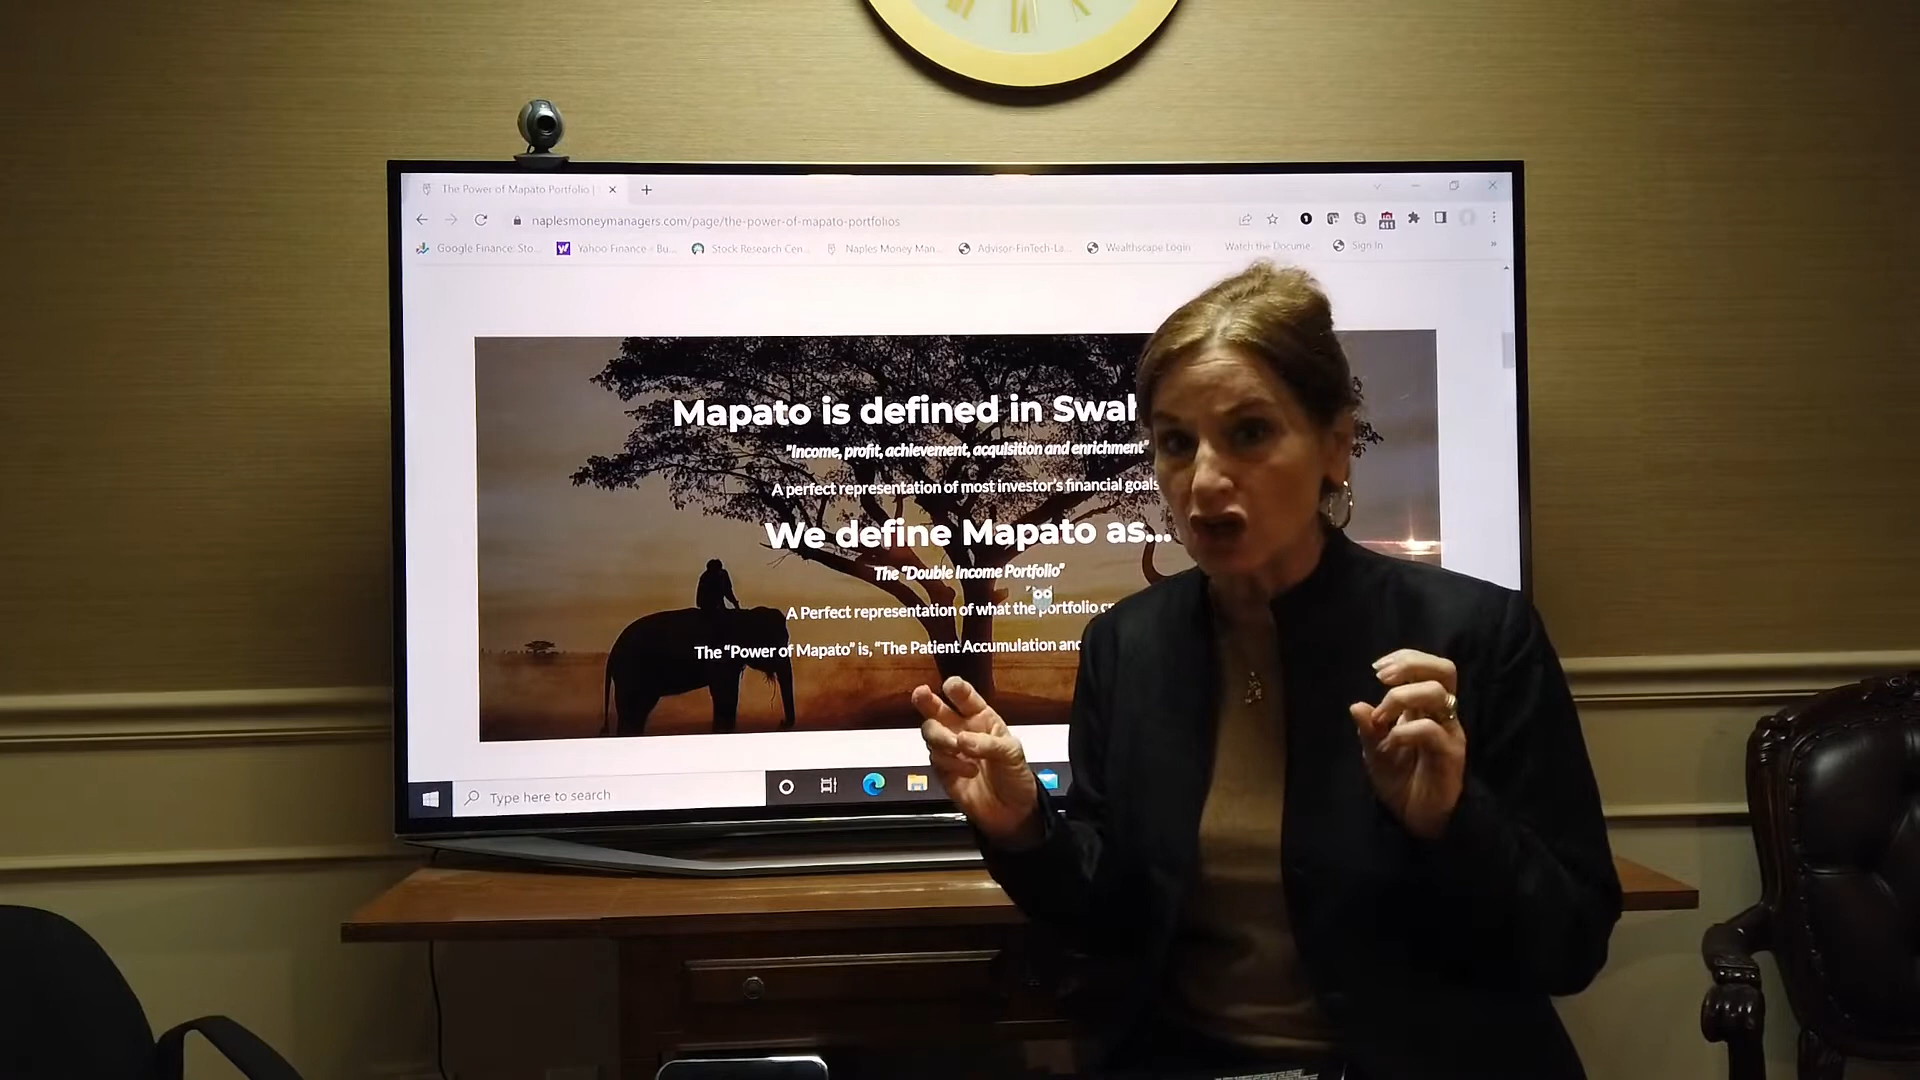 The Power of Mapato Portfolio |
naplesmoneymanagers.com/page/the-power-of-mapato-portfolios
411
Google Finance: Sto... Yahoo Finance - Bu... Stock Research Cen... Naples Money Man... Advisor-FinTech-La... Wealthscape Login Watch the Docume... Sign In
Mapato is defined in Swah
"Income, profit, achievement, acquisition and enrichment"
A perfect representation of most investor's financial goals
We define Mapato as...
The “Double Income Portfolio”
A Perfect representation of what the portfolio cr
The “Power of Mapato” is, “The Patient Accumulation and
Type here to search